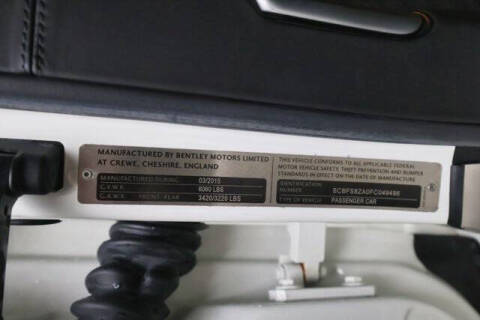 MANUFACTURED BY BENTLEY MOTORS LIMITED
AT CREWE, CHESHIRE, ENGLAND
MANUFACTURED DURING 03/2015
G.V.W.R. 6060 LBS
G.A.W.R. FRONT/REAR 3420/3220 LBS
THIS VEHICLE CONFORMS TO ALL APPLICABLE FEDERAL
MOTOR VEHICLE SAFETY, THEFT PREVENTION AND BUMPER
STANDARDS IN EFFECT ON THE DATE OF MANUFACTURE
IDENTIFICATION
NUMBER
TYPE OF VEHICLE PASSENGER CAR